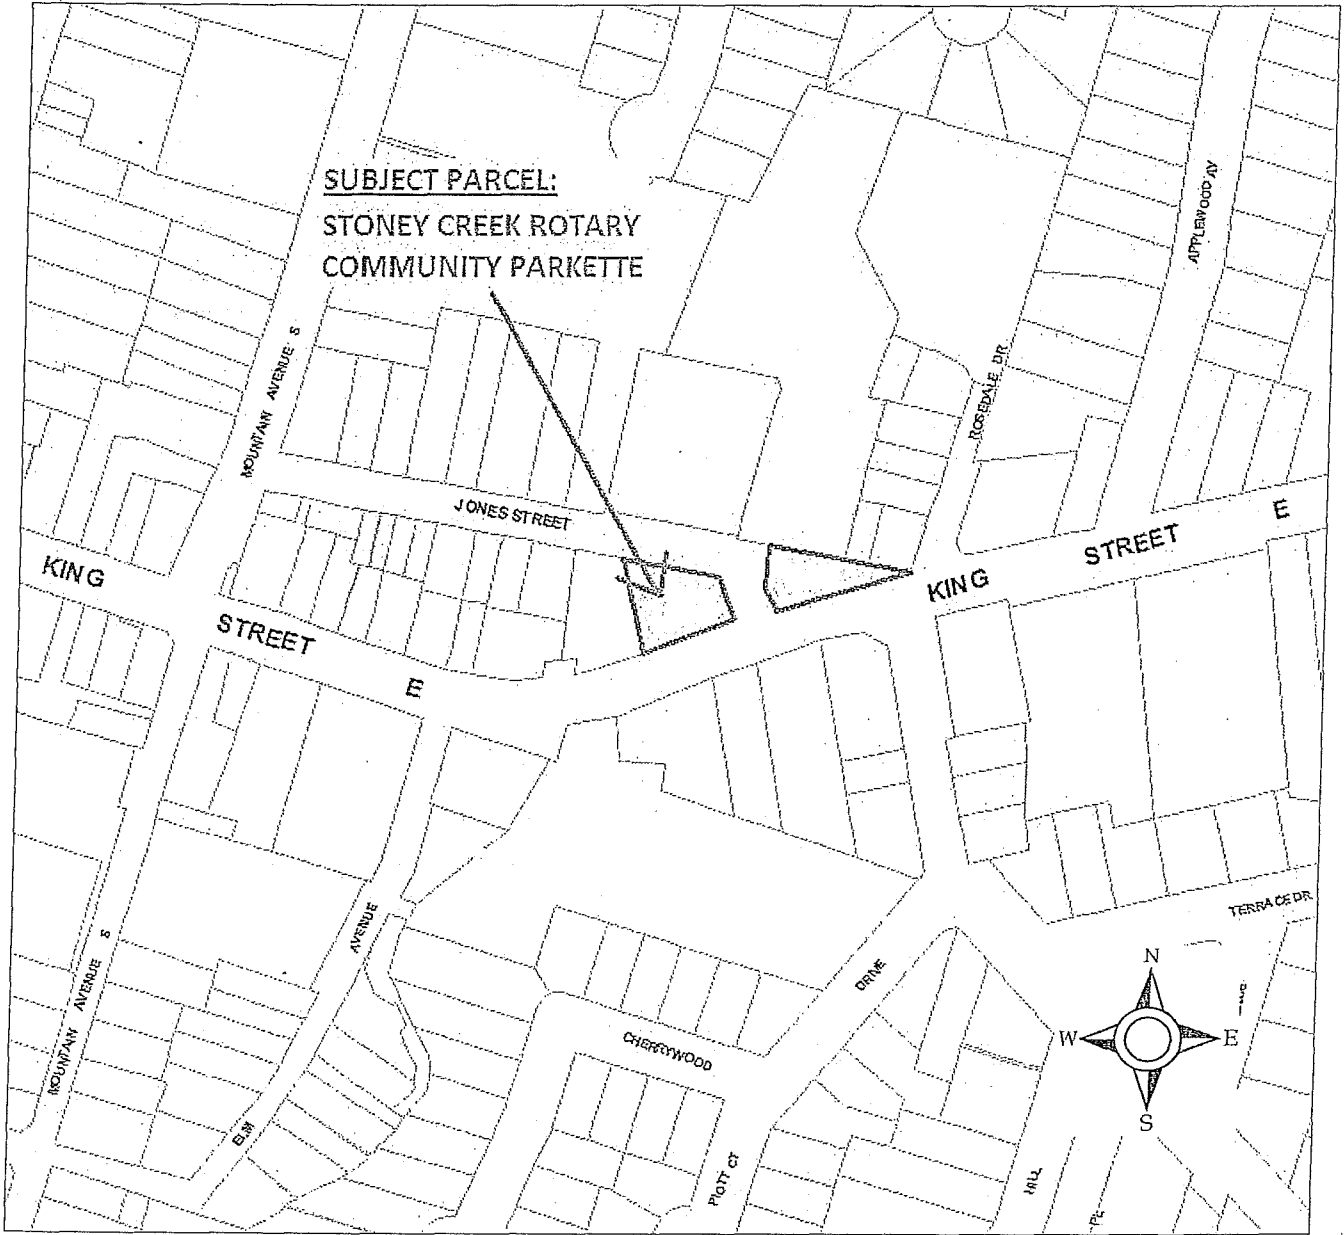 SUBJECT PARCEL:
STONEY CREEK ROTARY
COMMUNITY PARKETTE
APPLEWOOD AV
MOUNTAIN AVENUE S
ROSEDALE DR
JONES STREET
KING STREET E
KING STREET E
TERRACE DR
AVENUE
ELM
MOUNTAIN AVENUE S
DRIVE
CHERRYWOOD
PIOTT CT
HILL
PL
N
W
E
S